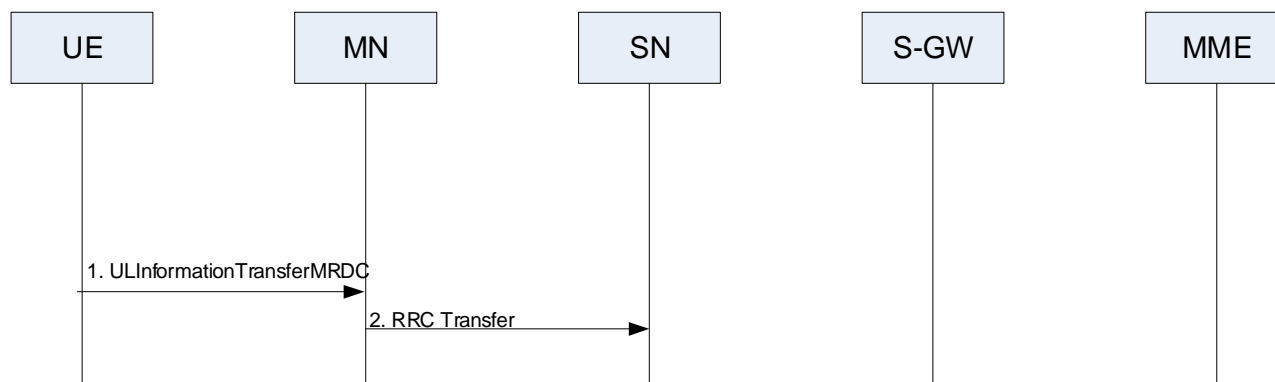 UE
MN
SN
S-GW
MME
1. ULInformationTransferMRDC
2. RRC Transfer